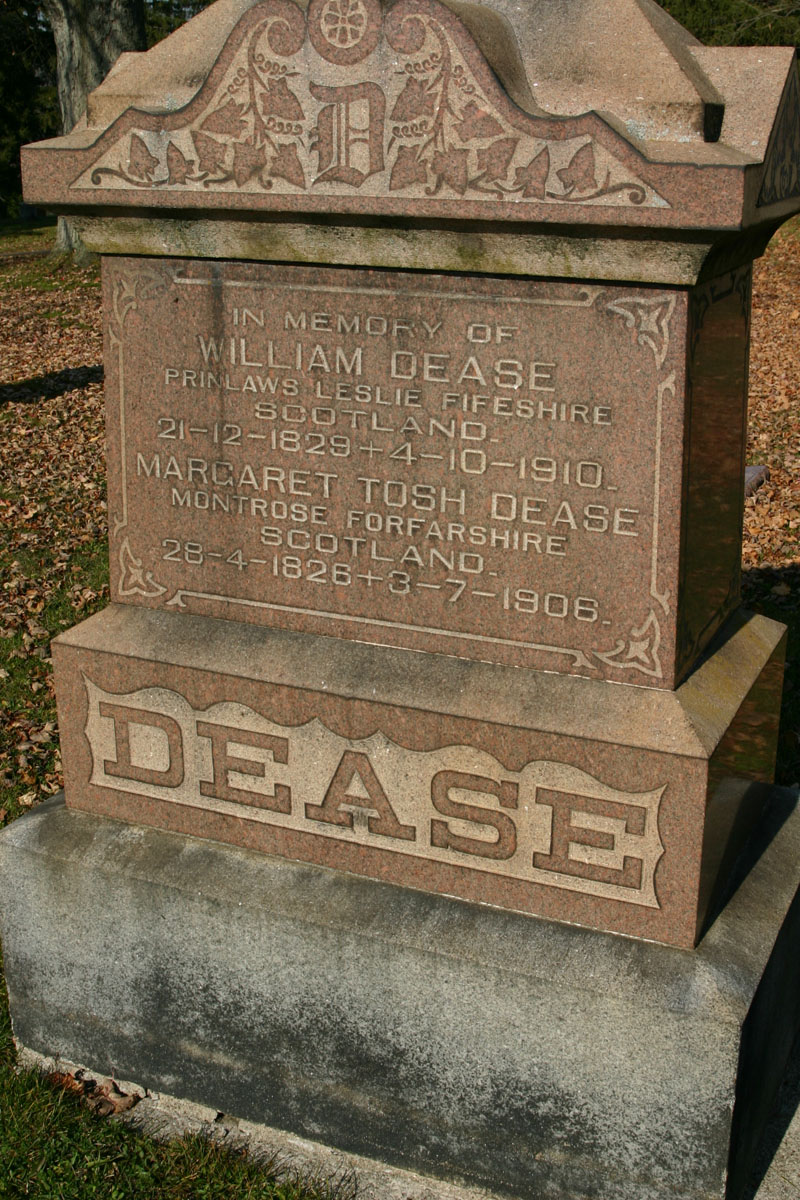 D
IN MEMORY OF
WILLIAM DEASE
PRINLAWS LESLIE FIFESHIRE
SCOTLAND.
21-12-1829+4-10-1910.
MARGARET TOSH DEASE
MONTROSE FORFARSHIRE
SCOTLAND.
28-4-1826+3-7-1906.
DEASE